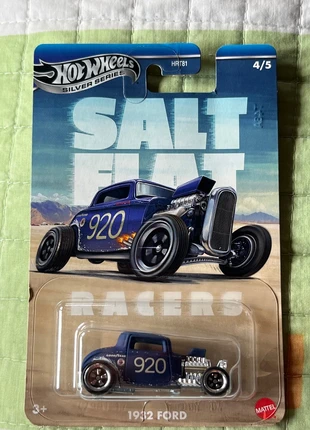 Hot Wheels
SILVER SERIES
HRT81
4/5
SALT
FLAT
920
RACERS
920
3+
1932 FORD
MATTEL